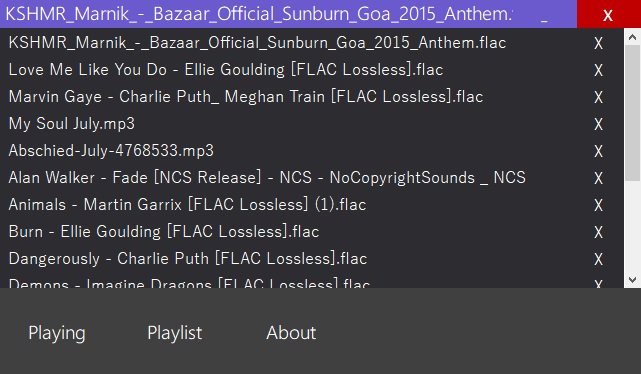 KSHMR_Marnik_-_Bazaar_Official_Sunburn_Goa_2015_Anthem. _ X
KSHMR_Marnik_-_Bazaar_Official_Sunburn_Goa_2015_Anthem.flac X
Love Me Like You Do - Ellie Goulding [FLAC Lossless].flac X
Marvin Gaye - Charlie Puth_ Meghan Train [FLAC Lossless].flac X
My Soul July.mp3 X
Abschied-July-4768533.mp3 X
Alan Walker - Fade [NCS Release] - NCS - NoCopyrightSounds _ NCS X
Animals - Martin Garrix [FLAC Lossless] (1).flac X
Burn - Ellie Goulding [FLAC Lossless].flac X
Dangerously - Charlie Puth [FLAC Lossless].flac X
Demons - Imagine Dragons [FLAC Lossless].flac X
Playing Playlist About